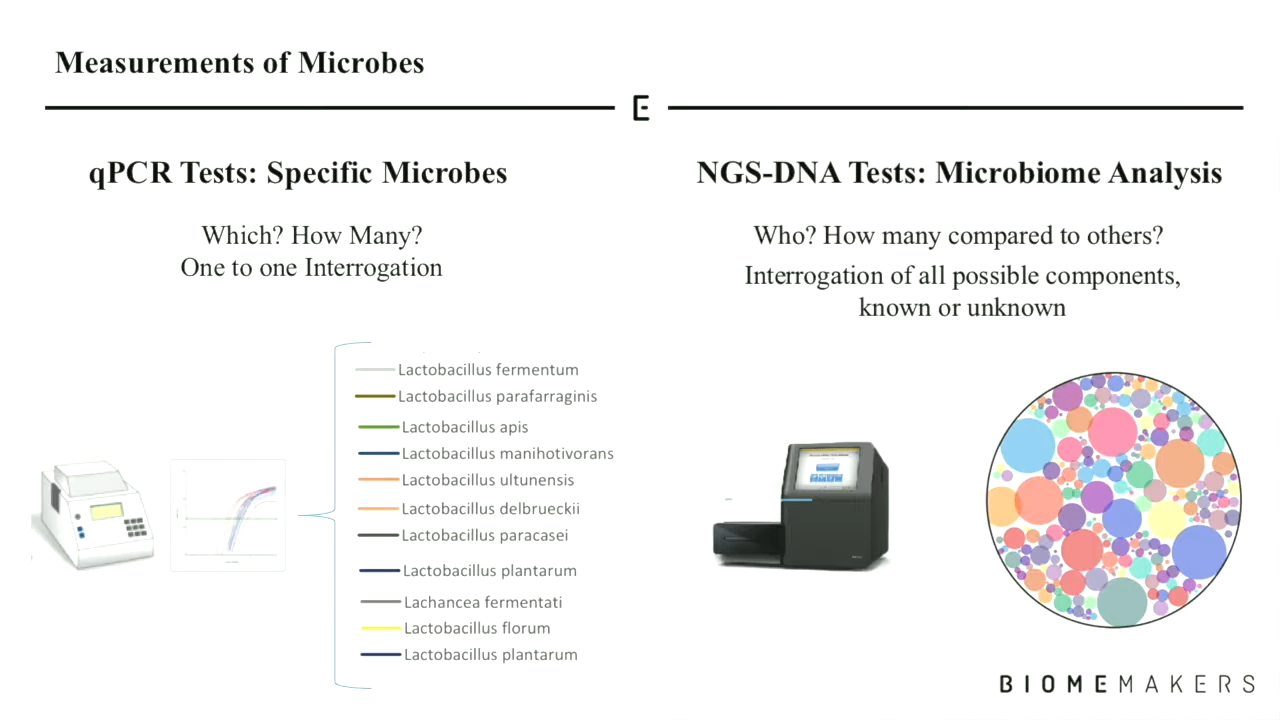 Measurements of Microbes
E
qPCR Tests: Specific Microbes
Which? How Many?
One to one Interrogation
Lactobacillus fermentum
Lactobacillus parafarraginis
Lactobacillus apis
Lactobacillus manihotivorans
Lactobacillus ultunensis
Lactobacillus delbrueckii
Lactobacillus paracasei
Lactobacillus plantarum
Lachancea fermentati
Lactobacillus florum
Lactobacillus plantarum
NGS-DNA Tests: Microbiome Analysis
Who? How many compared to others?
Interrogation of all possible components,
known or unknown
BIOMEMAKERS